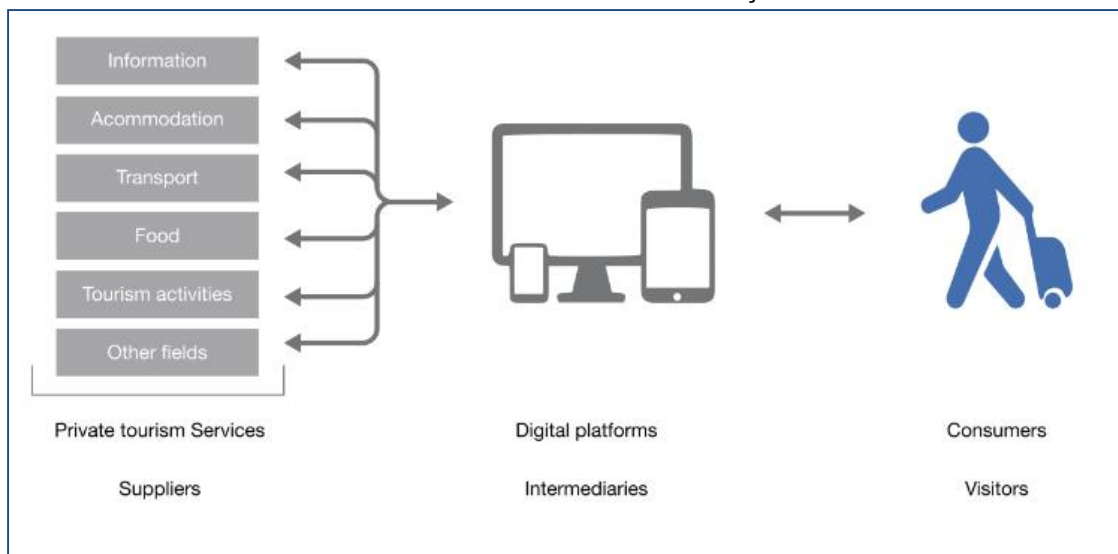 Information
Acommodation
Transport
Food
Tourism activities
Other fields
Private tourism Services
Digital platforms
Consumers
Suppliers
Intermediaries
Visitors